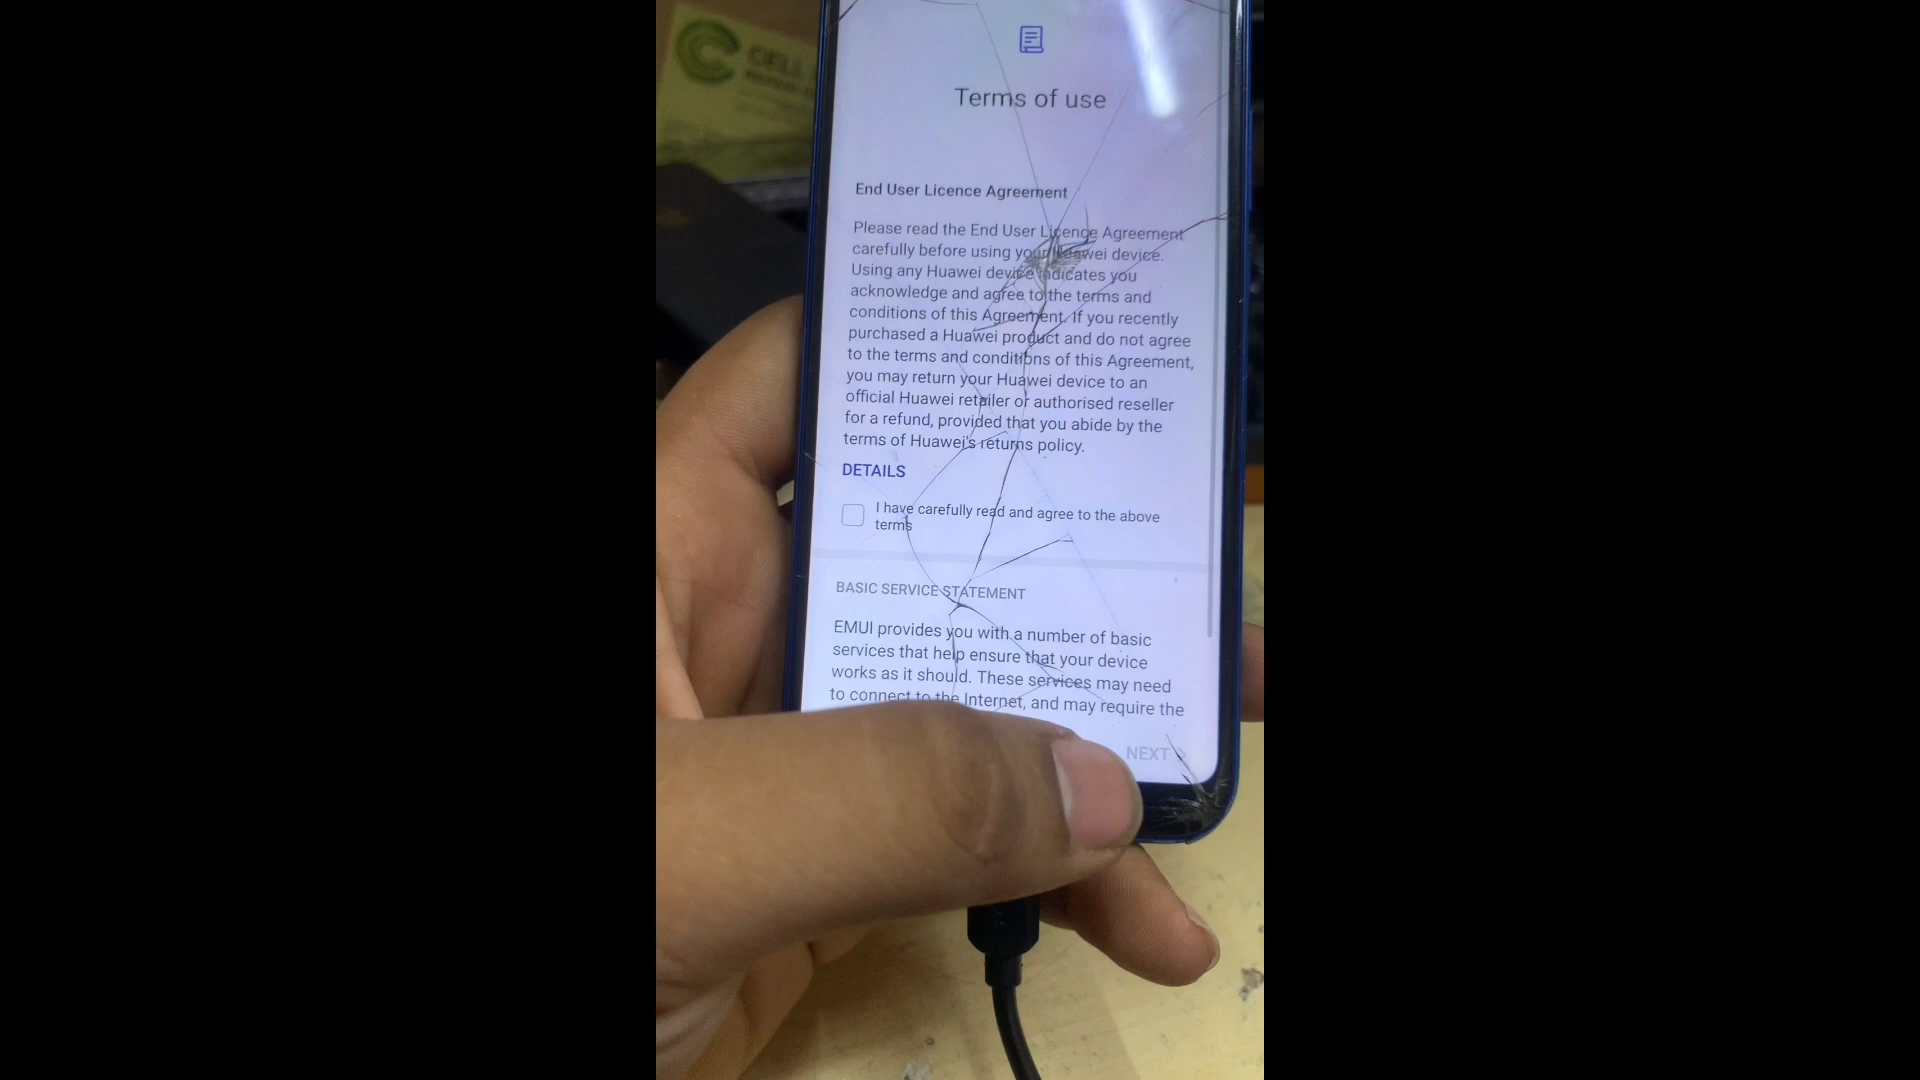 CELL
Terms of use
End User Licence Agreement
Please read the End User Licence Agreement
carefully before using your Huawei device.
Using any Huawei device indicates you
acknowledge and agree to the terms and
conditions of this Agreement. If you recently
purchased a Huawei product and do not agree
to the terms and conditions of this Agreement,
you may return your Huawei device to an
official Huawei retailer or authorised reseller
for a refund, provided that you abide by the
terms of Huawei's returns policy.
DETAILS
I have carefully read and agree to the above
terms
BASIC SERVICE STATEMENT
EMUI provides you with a number of basic
services that help ensure that your device
works as it should. These services may need
to connect to the Internet, and may require the
NEXT